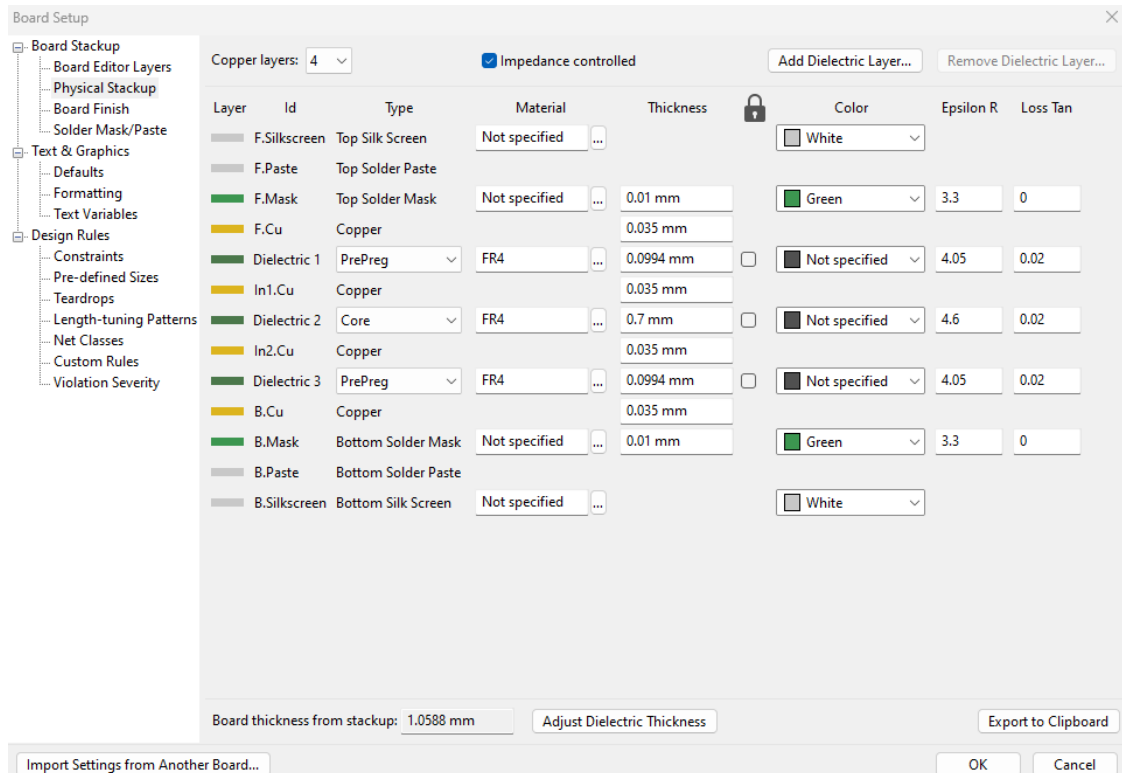 Board Setup
Board Stackup
Board Editor Layers
Physical Stackup
Board Finish
Solder Mask/Paste
Text & Graphics
Defaults
Formatting
Text Variables
Design Rules
Constraints
Pre-defined Sizes
Teardrops
Length-tuning Patterns
Net Classes
Custom Rules
Violation Severity
Copper layers: 4 Impedance controlled Add Dielectric Layer... Remove Dielectric Layer...
Layer Id Type Material Thickness Color Epsilon R Loss Tan
F.Silkscreen Top Silk Screen Not specified ... White
F.Paste Top Solder Paste
F.Mask Top Solder Mask Not specified ... 0.01 mm Green 3.3 0
F.Cu Copper 0.035 mm
Dielectric 1 PrePreg FR4 ... 0.0994 mm Not specified 4.05 0.02
In1.Cu Copper 0.035 mm
Dielectric 2 Core FR4 ... 0.7 mm Not specified 4.6 0.02
In2.Cu Copper 0.035 mm
Dielectric 3 PrePreg FR4 ... 0.0994 mm Not specified 4.05 0.02
B.Cu Copper 0.035 mm
B.Mask Bottom Solder Mask Not specified ... 0.01 mm Green 3.3 0
B.Paste Bottom Solder Paste
B.Silkscreen Bottom Silk Screen Not specified ... White
Board thickness from stackup: 1.0588 mm Adjust Dielectric Thickness Export to Clipboard
Import Settings from Another Board... OK Cancel